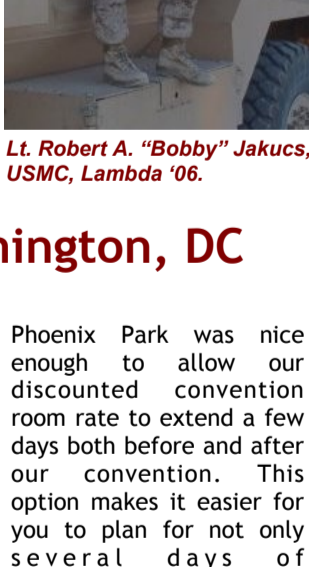 Lt. Robert A. “Bobby” Jakucs,
USMC, Lambda ‘06.
nington, DC
Phoenix Park was nice
enough to allow our
discounted convention
room rate to extend a few
days both before and after
our convention. This
option makes it easier for
you to plan for not only
several days of